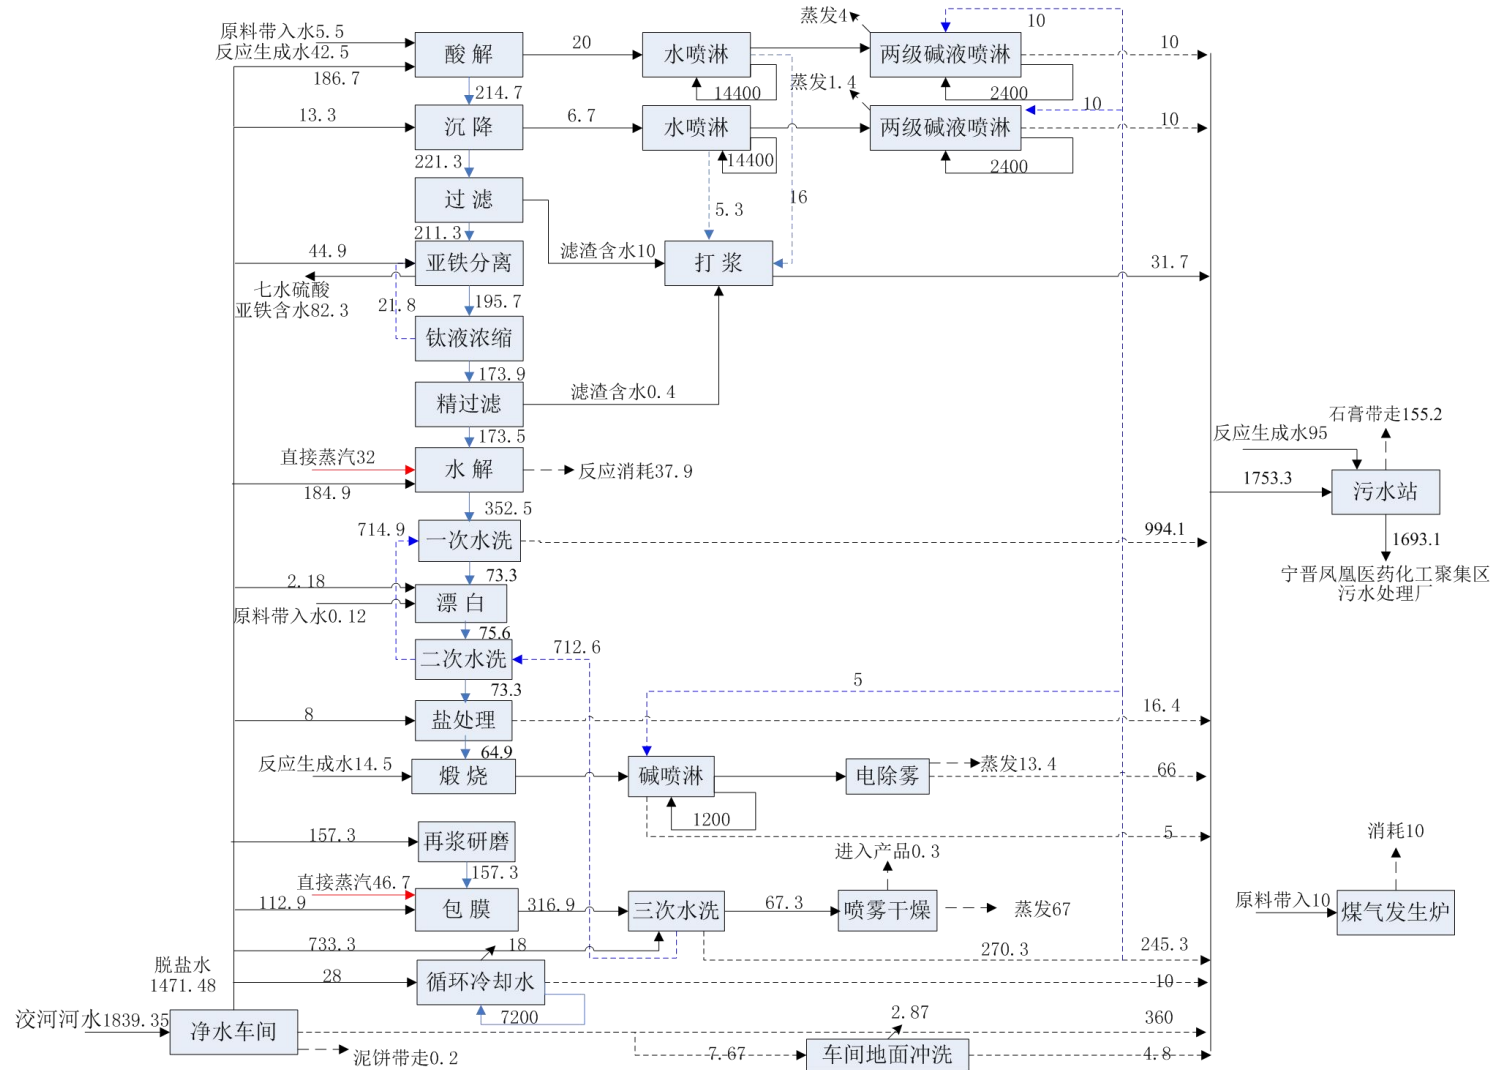 蒸发4
10
原料带入水5.5
反应生成水42.5
186.7
酸 解
20
水喷淋
14400
两级碱液喷淋
2400
10
214.7
蒸发1.4
10
13.3
沉 降
6.7
水喷淋
14400
两级碱液喷淋
2400
10
221.3
过 滤
5.3
16
211.3
滤渣含水10
44.9
亚铁分离
打 浆
31.7
七水硫酸
亚铁含水82.3
21.8
195.7
钛液浓缩
173.9
精过滤
滤渣含水0.4
173.5
石膏带走155.2
反应生成水95
直接蒸汽32
水 解
反应消耗37.9
184.9
1753.3
污水站
352.5
714.9
一次水洗
994.1
1693.1
宁晋凤凰医药化工聚集区
污水处理厂
73.3
2.18
漂 白
原料带入水0.12
75.6
二次水洗
712.6
73.3
5
8
盐处理
16.4
64.9
反应生成水14.5
煅 烧
碱喷淋
电除雾
蒸发13.4
66
1200
5
157.3
再浆研磨
消耗10
157.3
进入产品0.3
直接蒸汽46.7
112.9
包 膜
316.9
三次水洗
67.3
喷雾干燥
蒸发67
原料带入10
煤气发生炉
733.3
18
270.3
245.3
脱盐水
1471.48
28
循环冷却水
10
7200
洨河河水1839.35
净水车间
2.87
360
泥饼带走0.2
7.67
车间地面冲洗
4.8